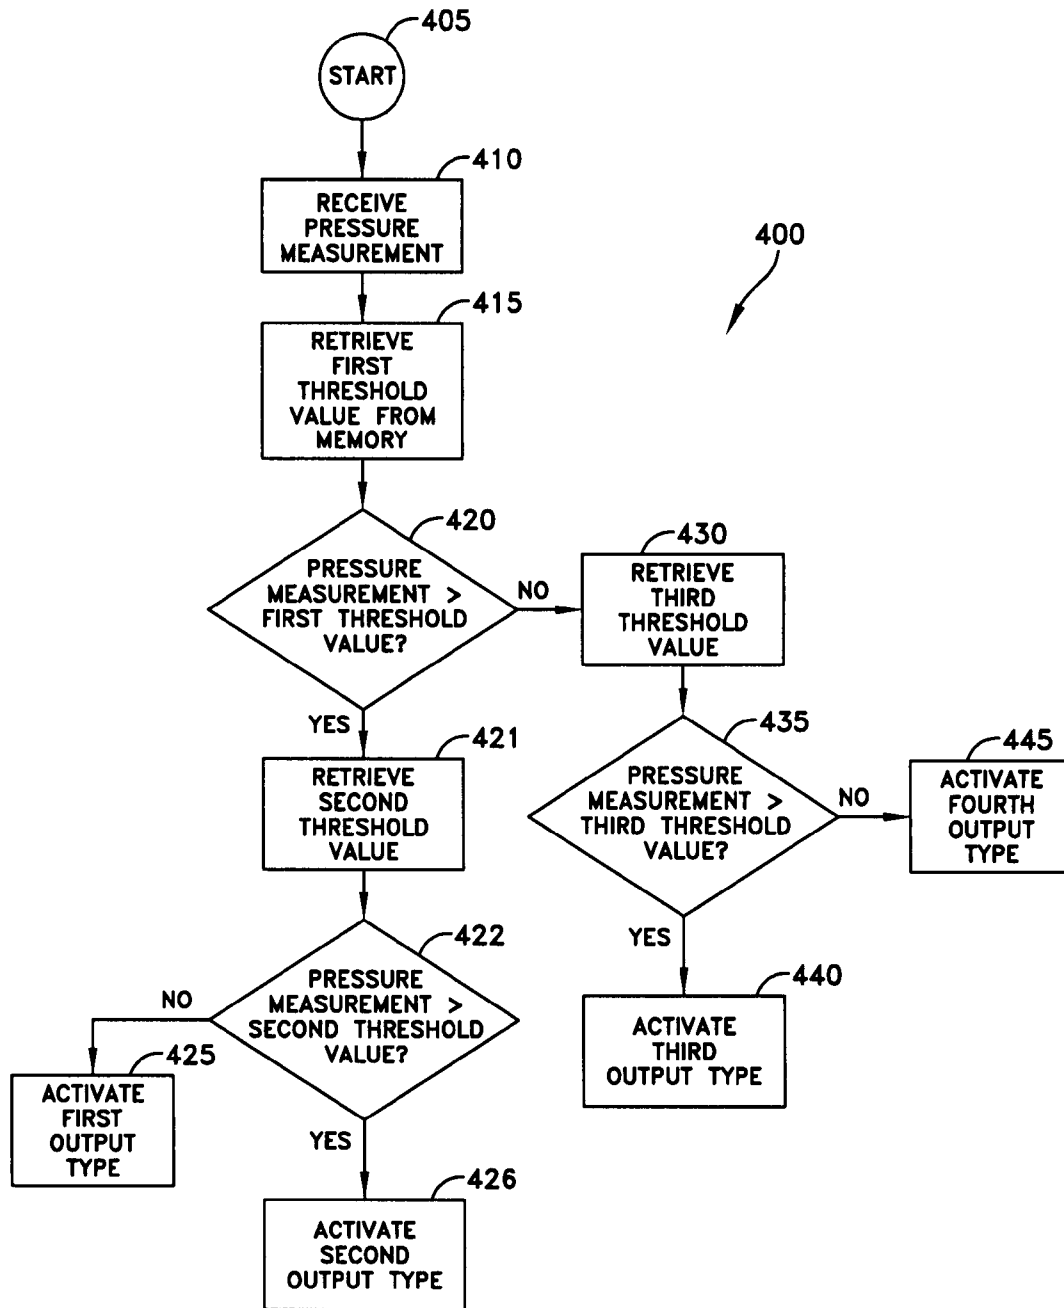 405
START
410
RECEIVE
PRESSURE
MEASUREMENT
400
415
RETRIEVE
FIRST
THRESHOLD
VALUE FROM
MEMORY
420
PRESSURE
MEASUREMENT >
FIRST THRESHOLD
VALUE?
NO
430
RETRIEVE
THIRD
THRESHOLD
VALUE
YES
421
RETRIEVE
SECOND
THRESHOLD
VALUE
435
PRESSURE
MEASUREMENT >
THIRD THRESHOLD
VALUE?
NO
445
ACTIVATE
FOURTH
OUTPUT
TYPE
YES
440
ACTIVATE
THIRD
OUTPUT TYPE
422
PRESSURE
MEASUREMENT >
SECOND THRESHOLD
VALUE?
NO
425
ACTIVATE
FIRST
OUTPUT
TYPE
YES
426
ACTIVATE
SECOND
OUTPUT TYPE